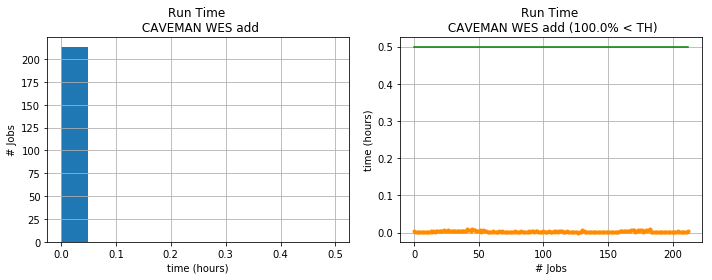 Run Time
CAVEMAN WES add
# Jobs
200
175
150
125
100
75
50
25
0
0.0 0.1 0.2 0.3 0.4 0.5
time (hours)
Run Time
CAVEMAN WES add (100.0% < TH)
time (hours)
0.5
0.4
0.3
0.2
0.1
0.0
0 50 100 150 200
# Jobs